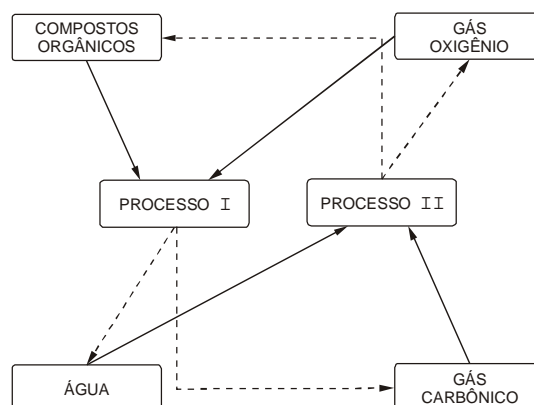 COMPOSTOS
ORGÂNICOS
GÁS
OXIGÊNIO
PROCESSO I
PROCESSO II
ÁGUA
GÁS
CARBÔNICO